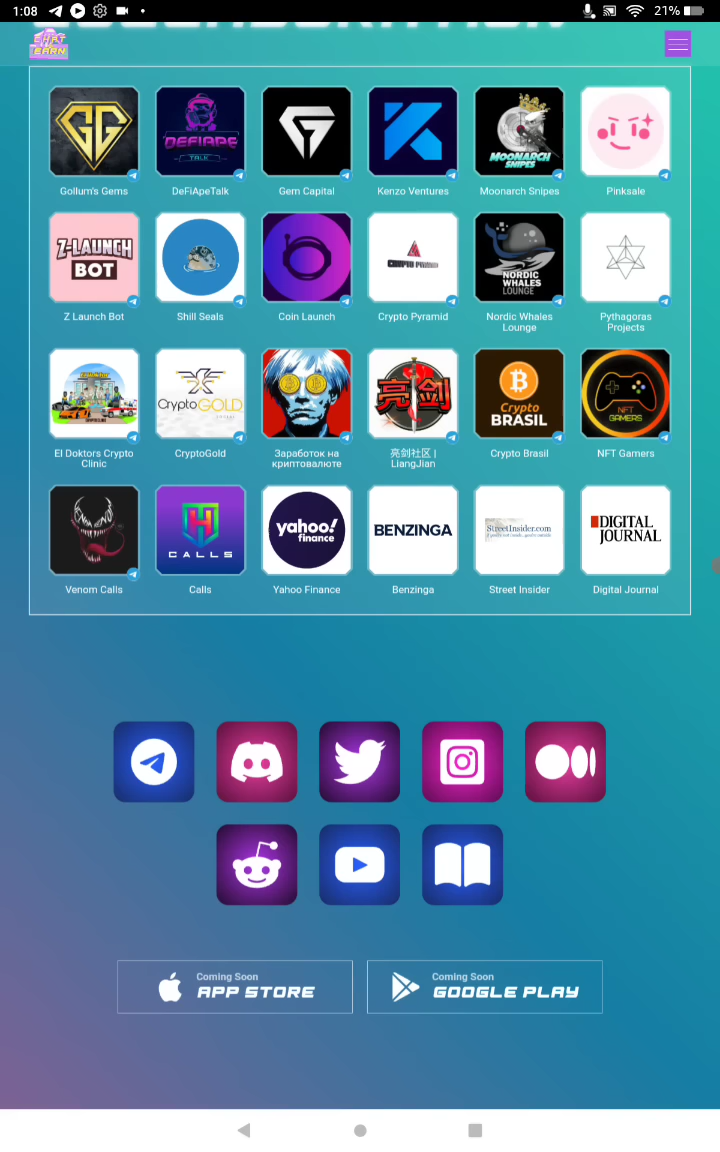 1:08
21%
GG
DEFIAPE
TALK
MOONARCH
SNIPES
Gollum's Gems
DeFiApeTalk
Gem Capital
Kenzo Ventures
Moonarch Snipes
Pinksale
Z-LAUNCH
BOT
CRYPTO PYRAMID
NORDIC
WHALES
LOUNGE
Z Launch Bot
Shill Seals
Coin Launch
Crypto Pyramid
Nordic Whales
Lounge
Pythagoras
Projects
CryptoGOLD
亮剑
Crypto
BRASIL
NFT
GAMERS
El Doktors Crypto
Clinic
CryptoGold
Заработок на
криптовалюте
亮剑社区 |
LiangJian
Crypto Brasil
NFT Gamers
CALLS
yahoo!
finance
BENZINGA
StreetInsider.com
DIGITAL
JOURNAL
Venom Calls
Calls
Yahoo Finance
Benzinga
Street Insider
Digital Journal
Coming Soon
APP STORE
Coming Soon
GOOGLE PLAY